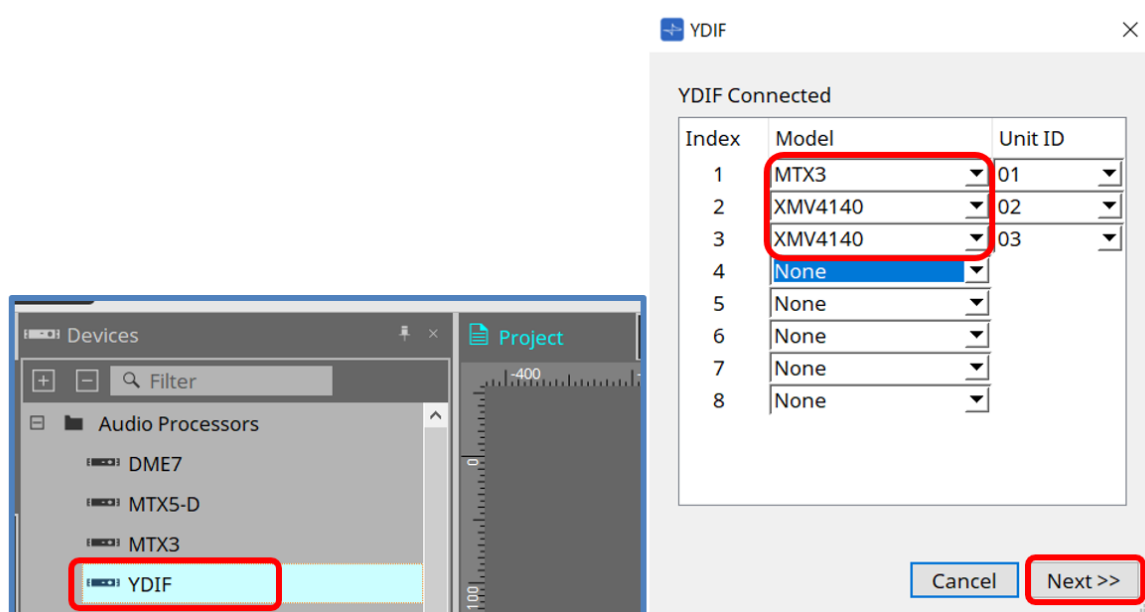 Devices
Filter
Audio Processors
DME7
MTX5-D
MTX3
YDIF
Project
-400
0
100
YDIF
YDIF Connected
Index Model Unit ID
1 MTX3 01
2 XMV4140 02
3 XMV4140 03
4 None
5 None
6 None
7 None
8 None
Cancel Next >>